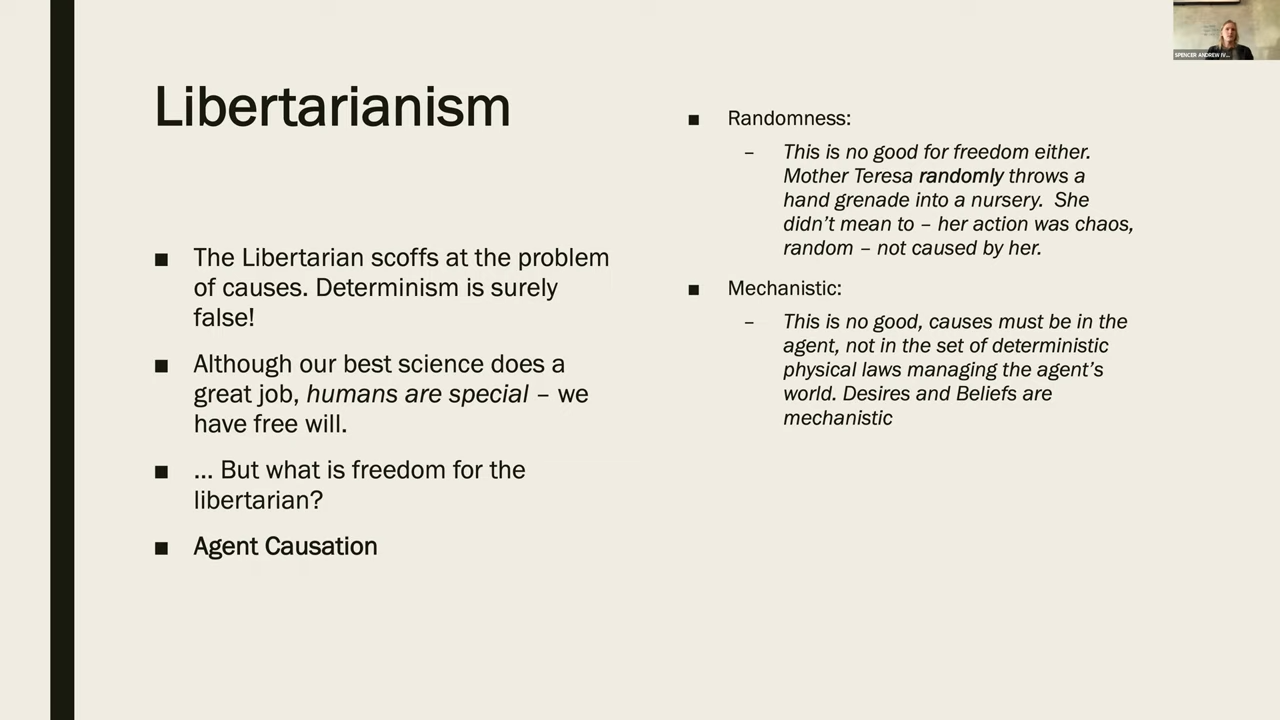 Libertarianism
■ The Libertarian scoffs at the problem
of causes. Determinism is surely
false!
■ Although our best science does a
great job, humans are special – we
have free will.
■ ... But what is freedom for the
libertarian?
■ Agent Causation
■ Randomness:
– This is no good for freedom either.
Mother Teresa randomly throws a
hand grenade into a nursery. She
didn't mean to – her action was chaos,
random – not caused by her.
■ Mechanistic:
– This is no good, causes must be in the
agent, not in the set of deterministic
physical laws managing the agent's
world. Desires and Beliefs are
mechanistic
SPENCER ANDREW IV...